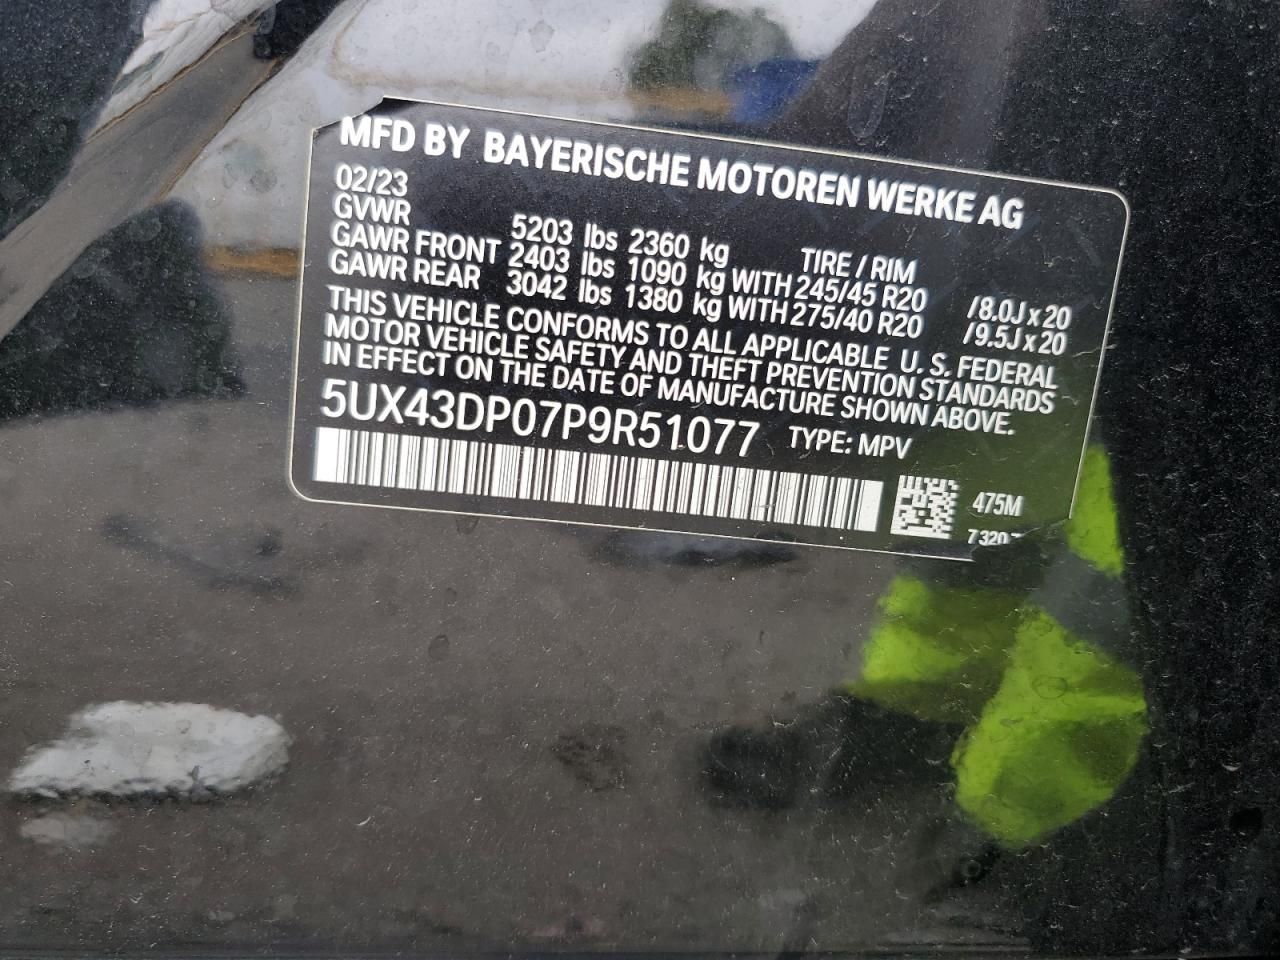 MFD BY BAYERISCHE MOTOREN WERKE AG
02/23
GVWR 5203 lbs 2360 kg TIRE / RIM
GAWR FRONT 2403 lbs 1090 kg WITH 245/45 R20 /8.0J x 20
GAWR REAR 3042 lbs 1380 kg WITH 275/40 R20 /9.5J x 20
THIS VEHICLE CONFORMS TO ALL APPLICABLE U. S. FEDERAL
MOTOR VEHICLE SAFETY AND THEFT PREVENTION STANDARDS
IN EFFECT ON THE DATE OF MANUFACTURE SHOWN ABOVE.
5UX43DP07P9R51077 TYPE: MPV
475M